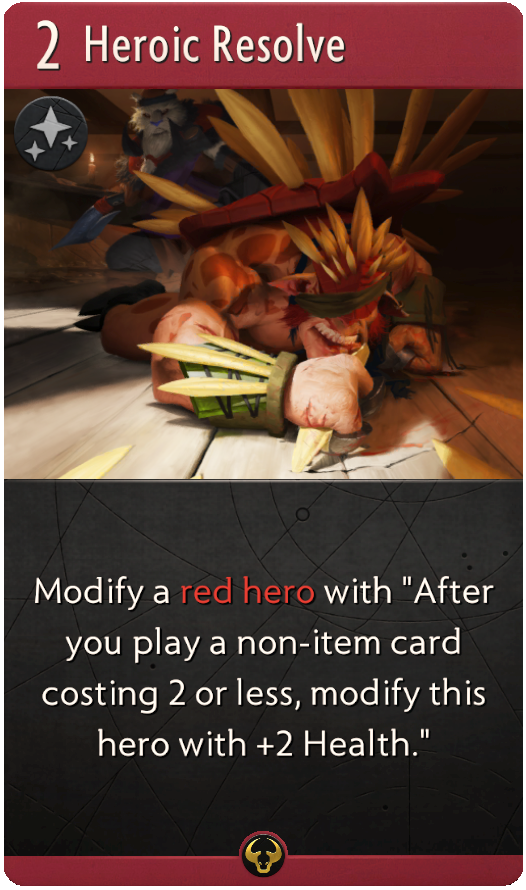 2 Heroic Resolve
Modify a red hero with "After
you play a non-item card
costing 2 or less, modify this
hero with +2 Health."